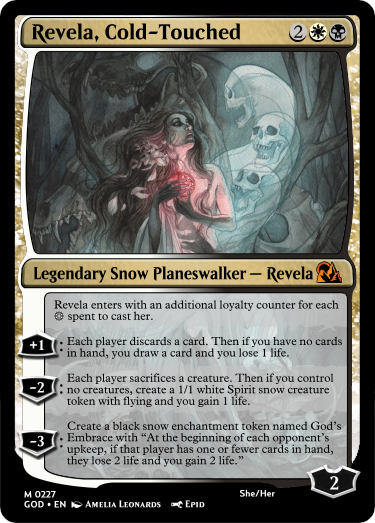 Revela, Cold-Touched 2
Legendary Snow Planeswalker — Revela
Revela enters with an additional loyalty counter for each
spent to cast her.
+1: Each player discards a card. Then if you have no cards
in hand, you draw a card and you lose 1 life.
-2: Each player sacrifices a creature. Then if you control
no creatures, create a 1/1 white Spirit snow creature
token with flying and you gain 1 life.
-3: Create a black snow enchantment token named God's
Embrace with “At the beginning of each opponent's
upkeep, if that player has one or fewer cards in hand,
they lose 2 life and you gain 2 life.”
2
M 0227 She/Her
GOD • EN Amelia Leonards Epid